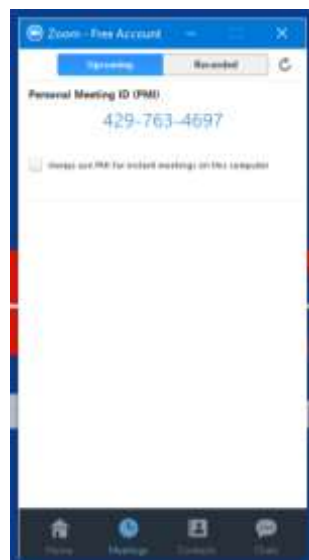 Zoom - Free Account
Upcoming Recorded
Personal Meeting ID (PMI)
429-763-4697
Always use PMI for instant meetings on this computer
Home Meetings Contacts Chats